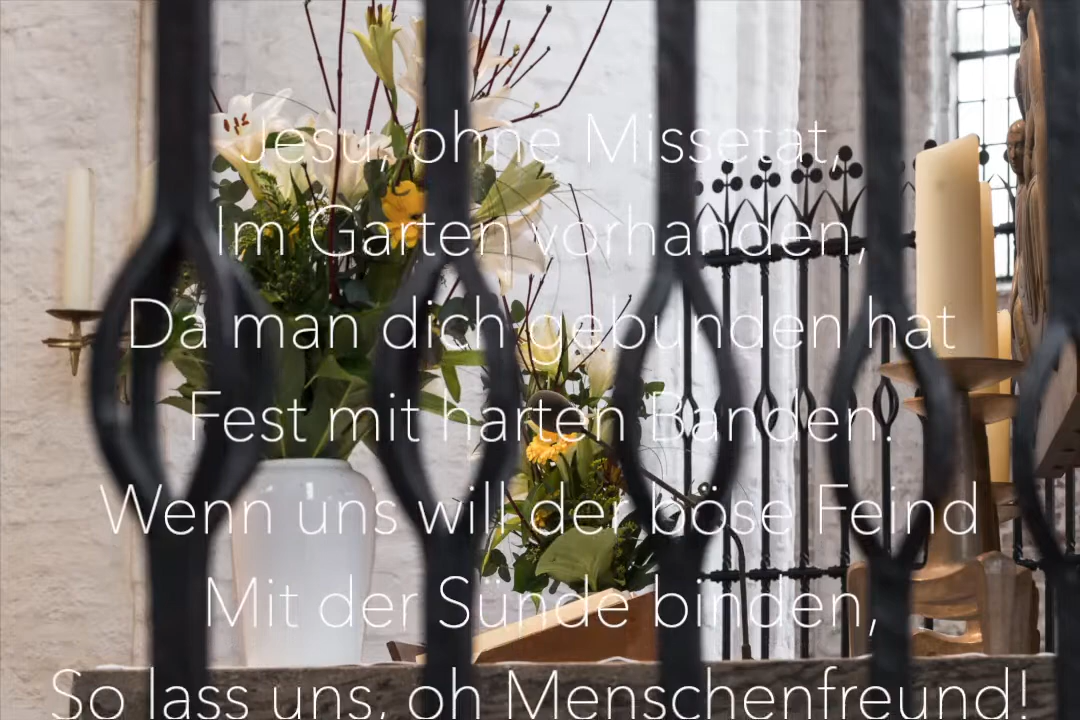 Jesu, ohne Missetat,
Im Garten vorhanden,
Da man dich gebunden hat
Fest mit harten Banden.
Wenn uns will der böse Feind
Mit der Sünde binden,
So lass uns, oh Menschenfreund!